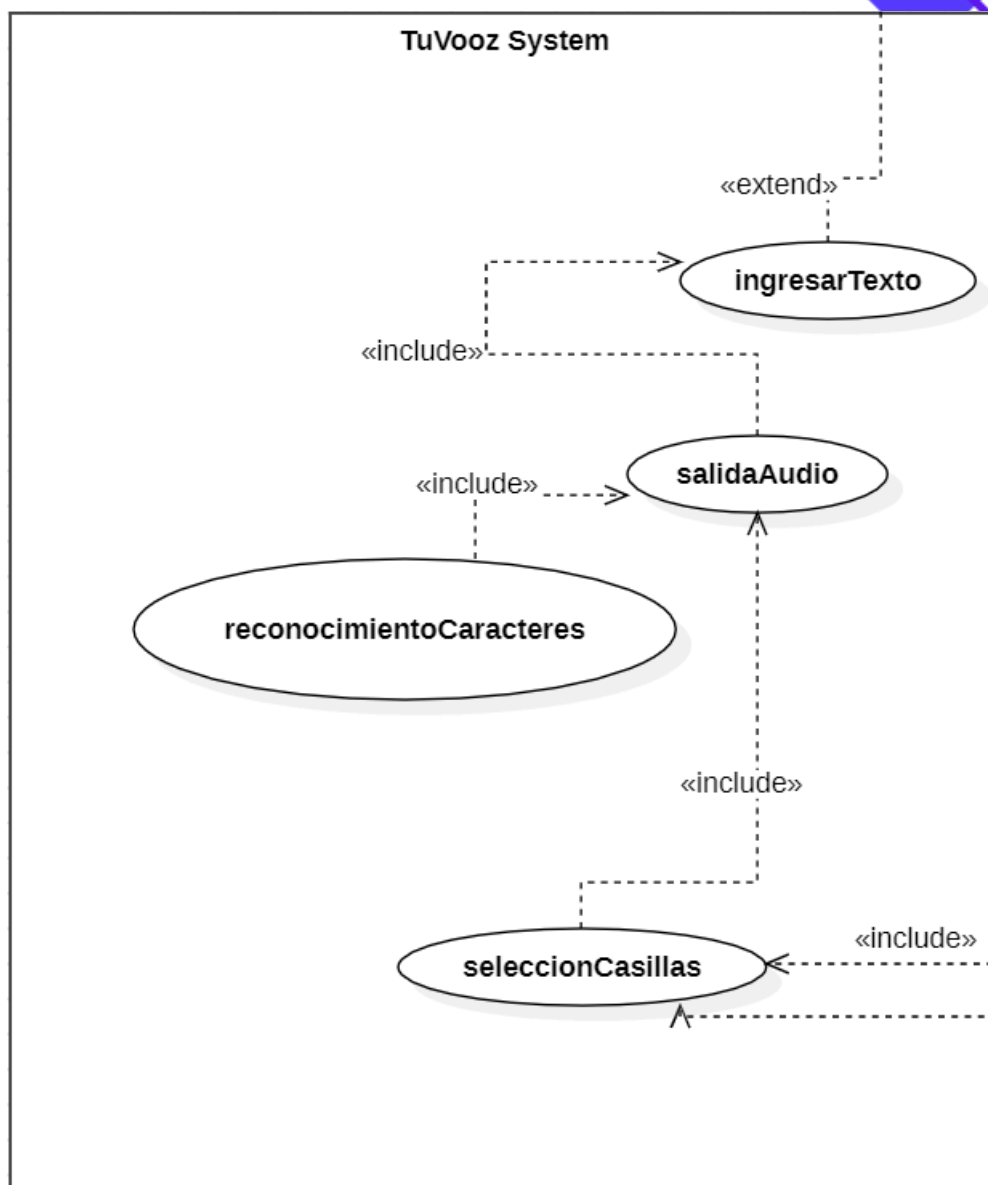 TuVooz System
«extend»
ingresarTexto
«include»
salidaAudio
«include»
reconocimientoCaracteres
«include»
«include»
seleccionCasillas